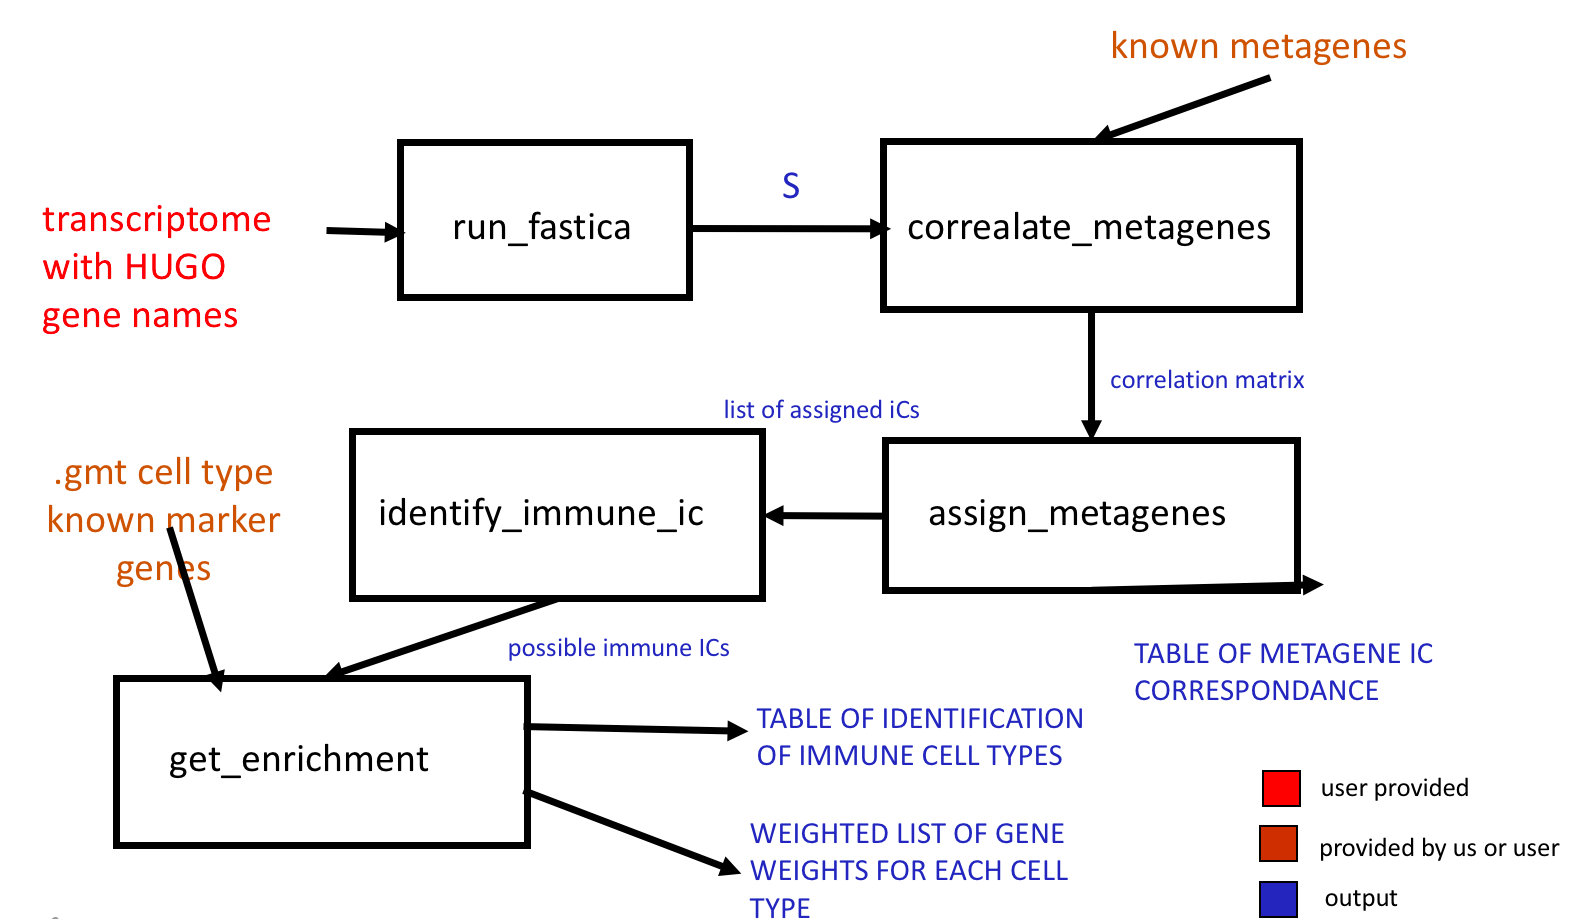 known metagenes
transcriptome
with HUGO
gene names
run_fastica
S
correalate_metagenes
correlation matrix
list of assigned iCs
.gmt cell type
known marker
genes
identify_immune_ic
assign_metagenes
possible immune ICs
TABLE OF METAGENE IC
CORRESPONDANCE
get_enrichment
TABLE OF IDENTIFICATION
OF IMMUNE CELL TYPES
WEIGHTED LIST OF GENE
WEIGHTS FOR EACH CELL
TYPE
user provided
provided by us or user
output